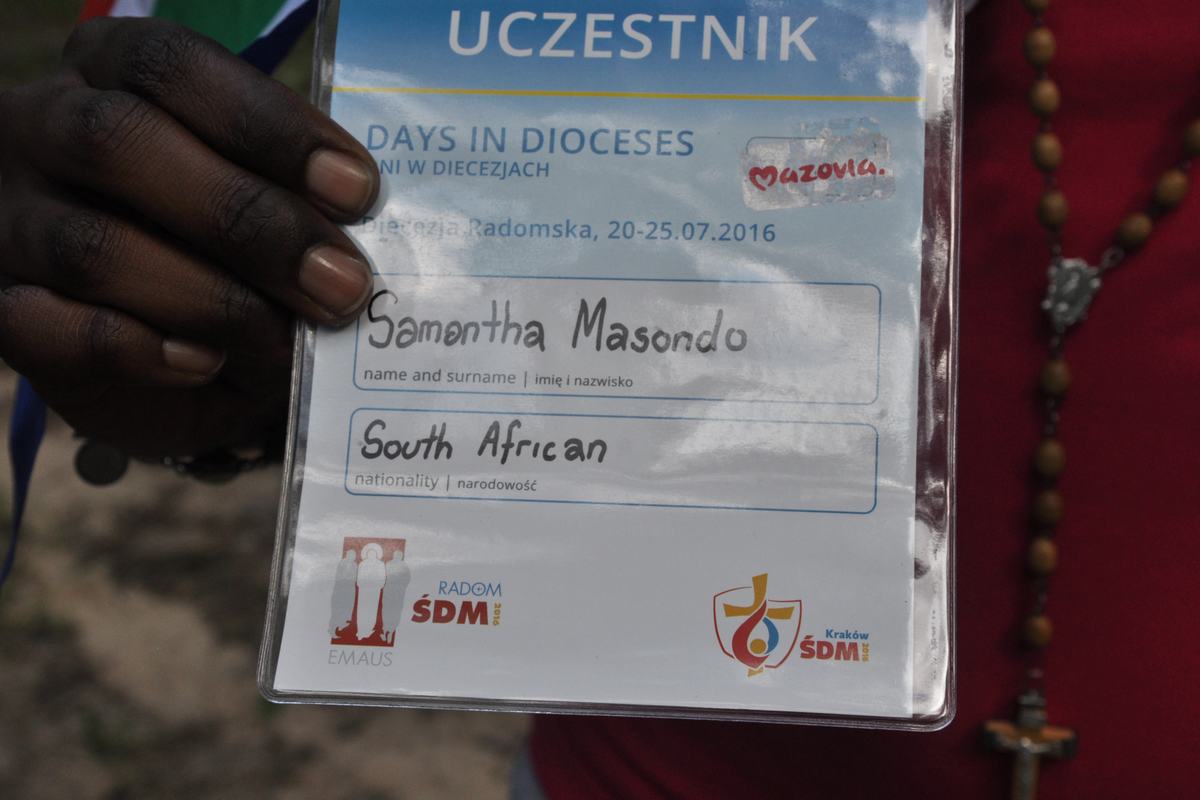 UCZESTNIK
DAYS IN DIOCESES
NI W DIECEZJACH
mazovia.
Diecezja Radomska, 20-25.07.2016
Samantha Masondo
name and surname | imię i nazwisko
South African
nationality | narodowość
EMAUS
RADOM
ŚDM 2016
Kraków
ŚDM 2016